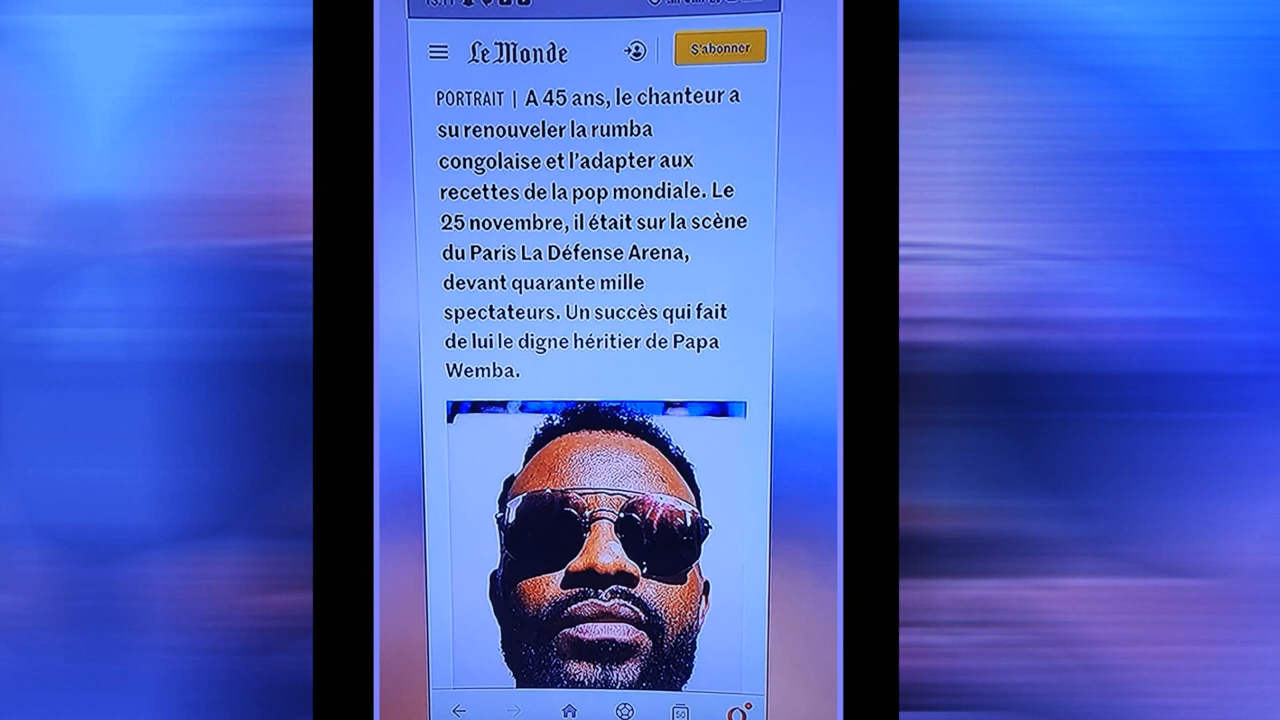 Le Monde
S'abonner
PORTRAIT | A 45 ans, le chanteur a
su renouveler la rumba
congolaise et l'adapter aux
recettes de la pop mondiale. Le
25 novembre, il était sur la scène
du Paris La Défense Arena,
devant quarante mille
spectateurs. Un succès qui fait
de lui le digne héritier de Papa
Wemba.
50